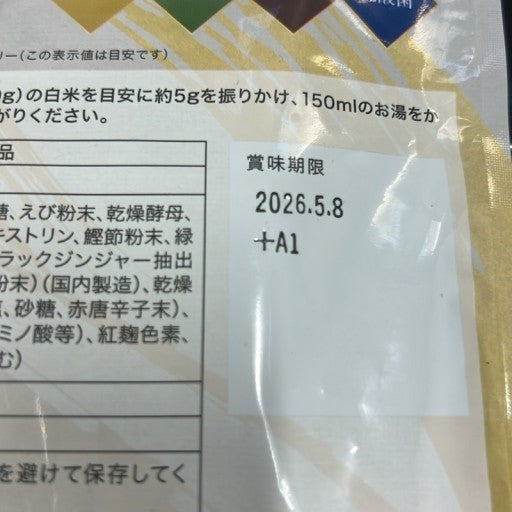 酸菌
リー(この表示値は目安です)
g)の白米を目安に約5gを振りかけ、150mlのお湯をか
がりください。
品
賞味期限
2026.5.8
+A1
糖、えび粉末、乾燥酵母、
キストリン、鰹節粉末、緑
ラックジンジャー抽出
粉末)(国内製造)、乾燥
、砂糖、赤唐辛子末)、
ミノ酸等)、紅麹色素、
む)
を避けて保存してく